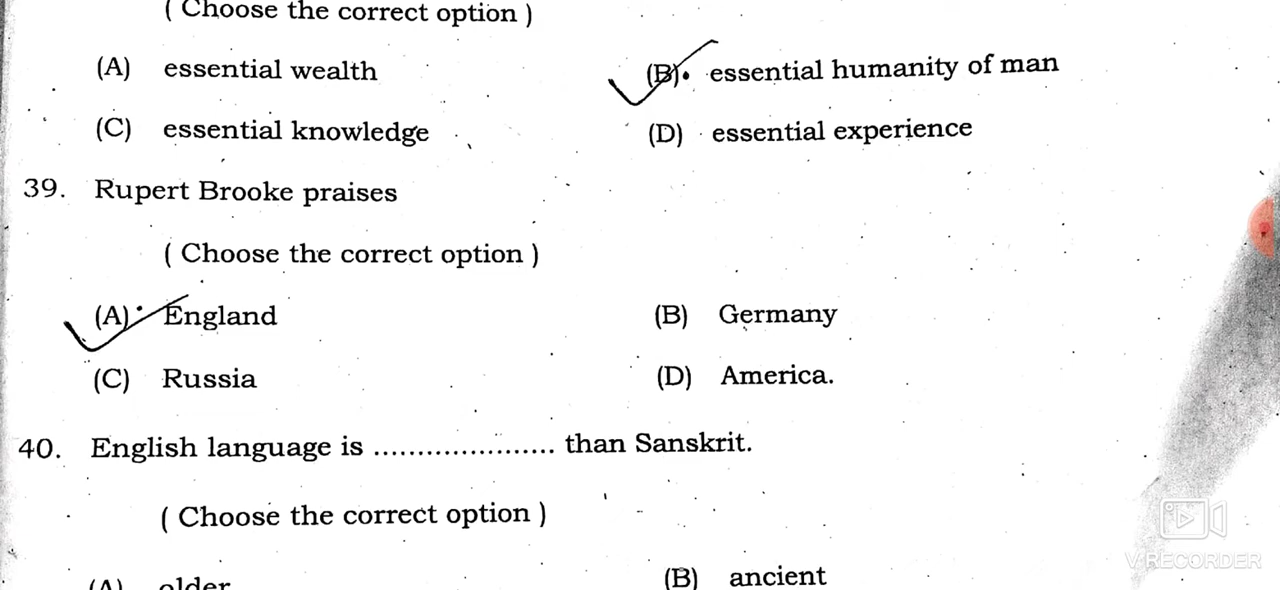 ( Choose the correct option )
(A) essential wealth (B) essential humanity of man
(C) essential knowledge (D) essential experience
39. Rupert Brooke praises
( Choose the correct option )
(A) England (B) Germany
(C) Russia (D) America.
40. English language is ..................... than Sanskrit.
( Choose the correct option )
(A) older (B) ancient
V RECORDER